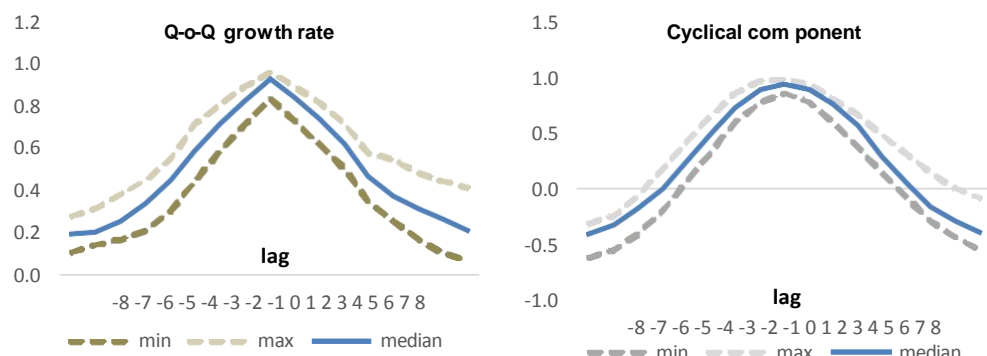 Q-o-Q growth rate
1.2
1.0
0.8
0.6
0.4
0.2
0.0
lag
-8 -7 -6 -5 -4 -3 -2 -1 0 1 2 3 4 5 6 7 8
min max median
Cyclical com ponent
1.5
1.0
0.5
0.0
-0.5
-1.0
lag
-8 -7 -6 -5 -4 -3 -2 -1 0 1 2 3 4 5 6 7 8
min max median